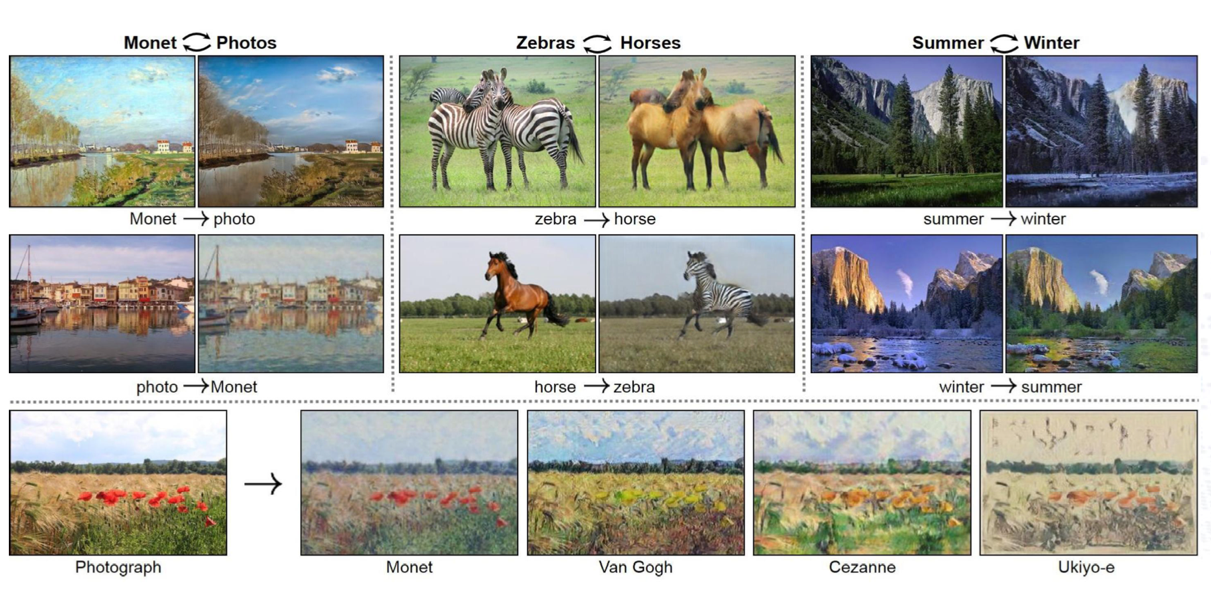 Monet ⇄ Photos
Zebras ⇄ Horses
Summer ⇄ Winter
Monet → photo
zebra → horse
summer → winter
photo → Monet
horse → zebra
winter → summer
Photograph
Monet
Van Gogh
Cezanne
Ukiyo-e